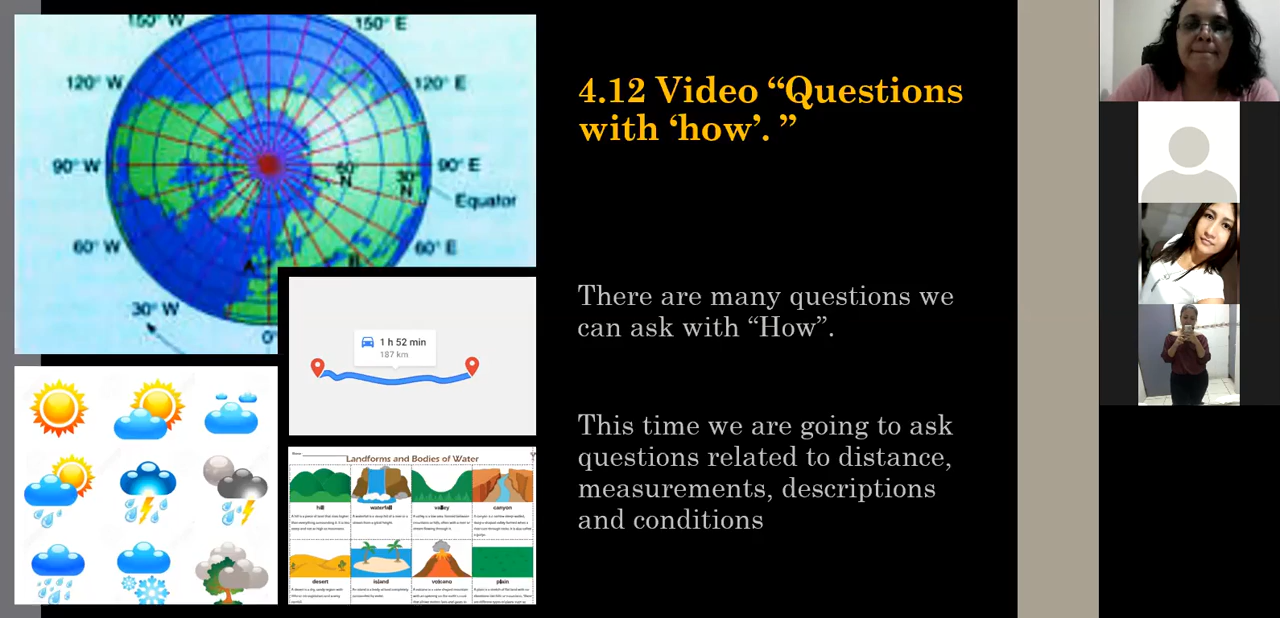 150° W
150° E
120° W
120° E
90° W
90° E
60° N
30° N
Equator
60° W
60° E
A
B
30° W
0°
4.12 Video “Questions
with ‘how’. ”
There are many questions we
can ask with “How”.
This time we are going to ask
questions related to distance,
measurements, descriptions
and conditions
1 h 52 min
187 km
Landforms and Bodies of Water
hill
waterfall
valley
canyon
desert
island
volcano
plain